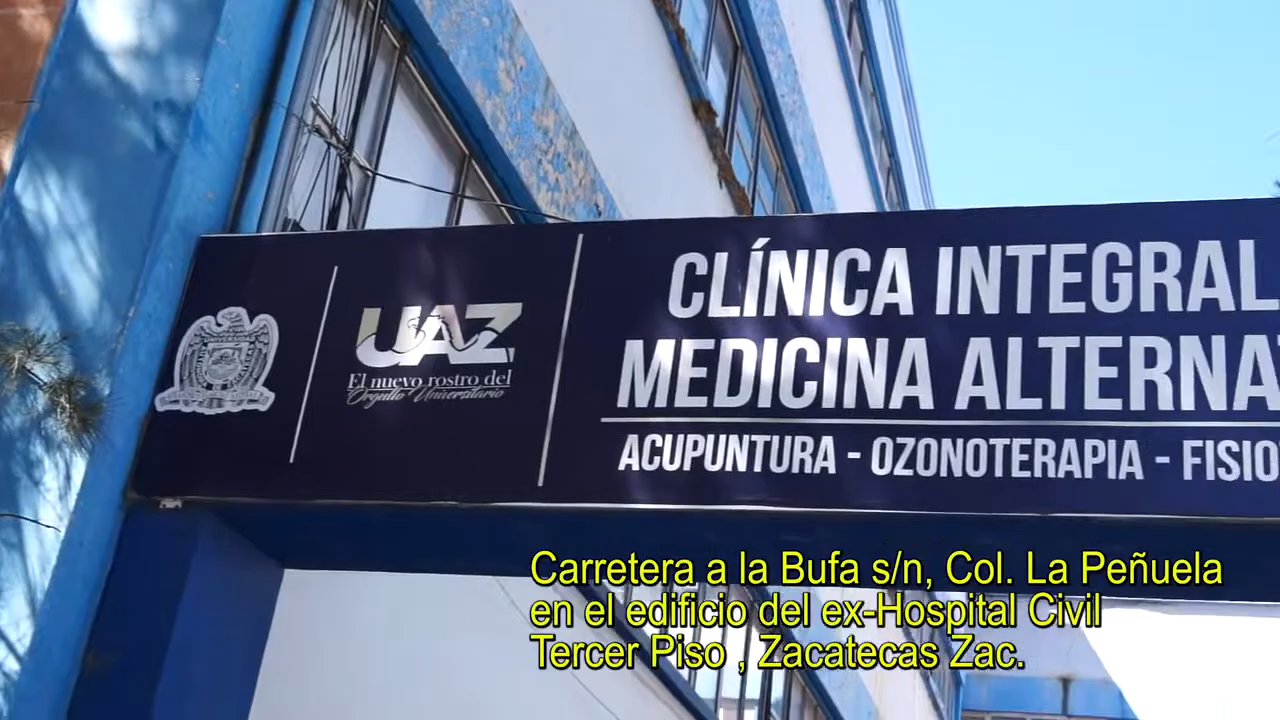 UAZ
El nuevo rostro del
Orgullo Universitario
CLÍNICA INTEGRAL
MEDICINA ALTERNA
ACUPUNTURA - OZONOTERAPIA - FISIO
Carretera a la Bufa s/n, Col. La Peñuela
en el edificio del ex-Hospital Civil
Tercer Piso , Zacatecas Zac.